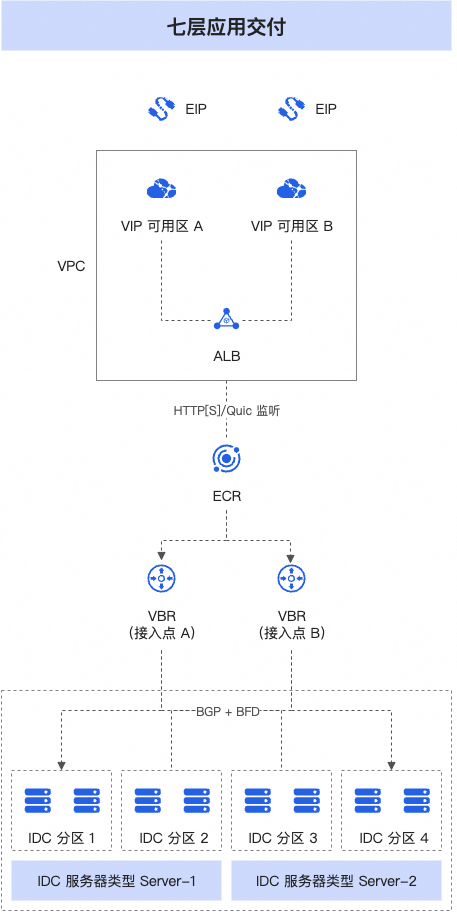 七层应用交付
EIP
EIP
VIP 可用区 A
VIP 可用区 B
VPC
ALB
HTTP[S]/Quic 监听
ECR
VBR
(接入点 A)
VBR
(接入点 B)
BGP + BFD
IDC 分区 1
IDC 分区 2
IDC 分区 3
IDC 分区 4
IDC 服务器类型 Server-1
IDC 服务器类型 Server-2